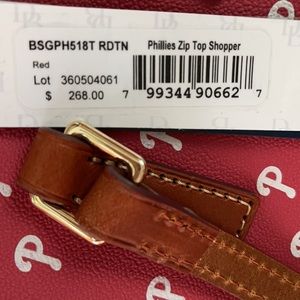 BSGPH518T RDTN Phillies Zip Top Shopper
Red
Lot 360504061
$ 268.00 7 99344 90662 7
P
P
P
P
P